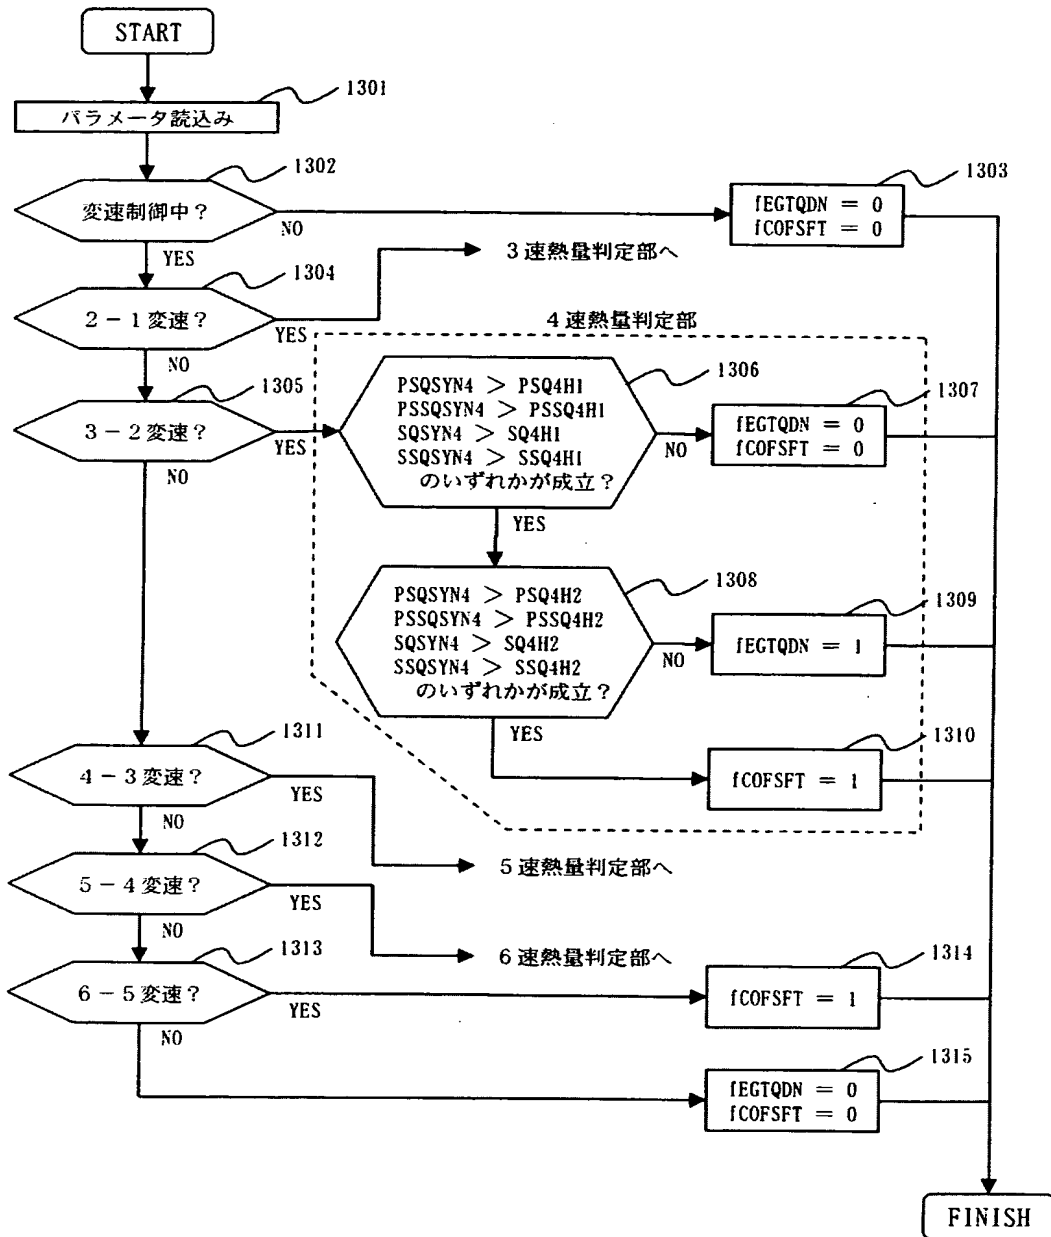 START
1301
パラメータ読込み
1302
変速制御中?
NO
YES
1303
fEGTQDN = 0
fCOFSFT = 0
1304
2-1変速?
YES
NO
3速熱量判定部へ
4速熱量判定部
1305
3-2変速?
YES
NO
1306
PSQSYN4 > PSQ4H1
PSSQSYN4 > PSSQ4H1
SQSYN4 > SQ4H1
SSQSYN4 > SSQ4H1
のいずれかが成立?
NO
YES
1307
fEGTQDN = 0
fCOFSFT = 0
1308
PSQSYN4 > PSQ4H2
PSSQSYN4 > PSSQ4H2
SQSYN4 > SQ4H2
SSQSYN4 > SSQ4H2
のいずれかが成立?
NO
YES
1309
fEGTQDN = 1
1310
fCOFSFT = 1
1311
4-3変速?
YES
NO
5速熱量判定部へ
1312
5-4変速?
YES
NO
6速熱量判定部へ
1313
6-5変速?
YES
NO
1314
fCOFSFT = 1
1315
fEGTQDN = 0
fCOFSFT = 0
FINISH